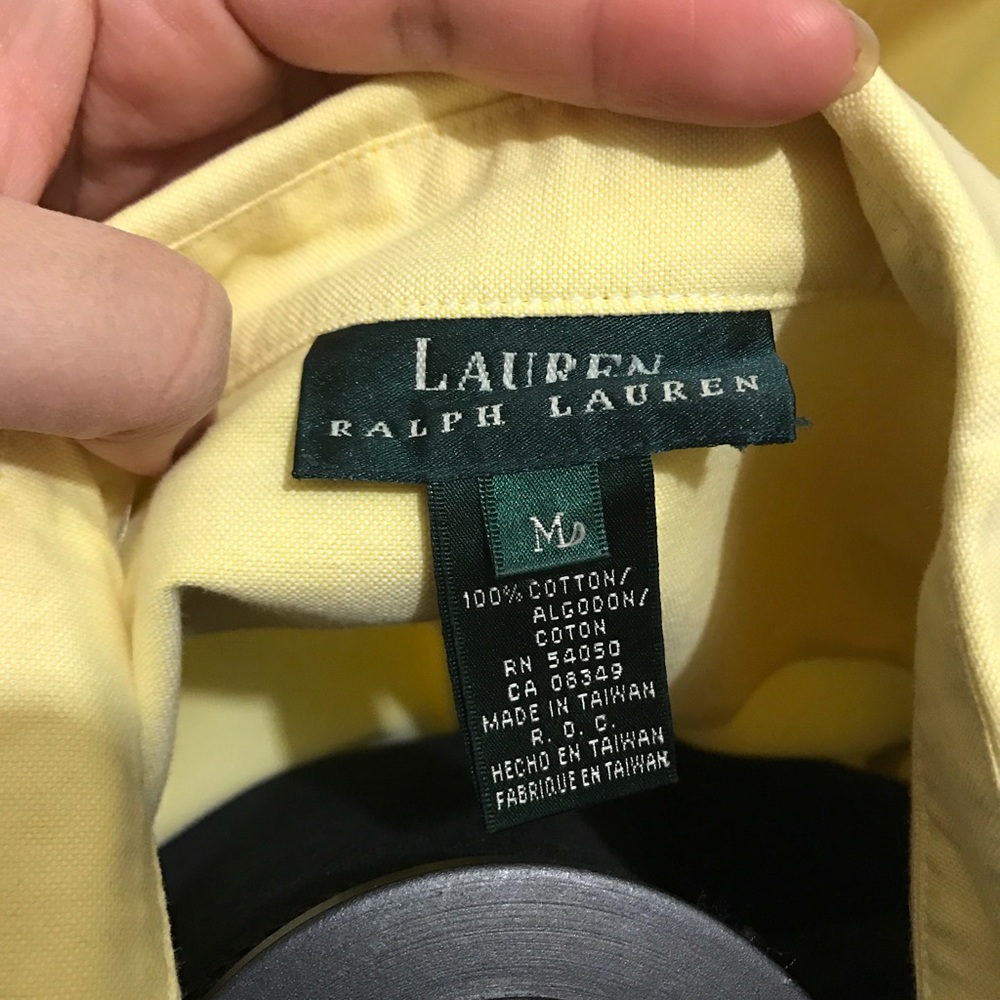 LAUREN
RALPH LAUREN
M
100% COTTON/
ALGODON/
COTON
RN 54050
CA 08349
MADE IN TAIWAN
R. O. C.
HECHO EN TAIWAN
FABRIQUE EN TAIWAN